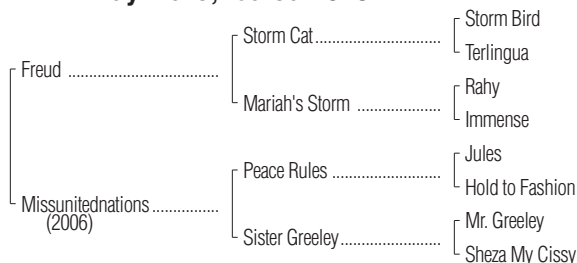 Storm Bird
Storm Cat
Terlingua
Freud
Rahy
Mariah's Storm
Immense
Jules
Peace Rules
Hold to Fashion
Missunitednations
(2006)
Mr. Greeley
Sister Greeley
Sheza My Cissy